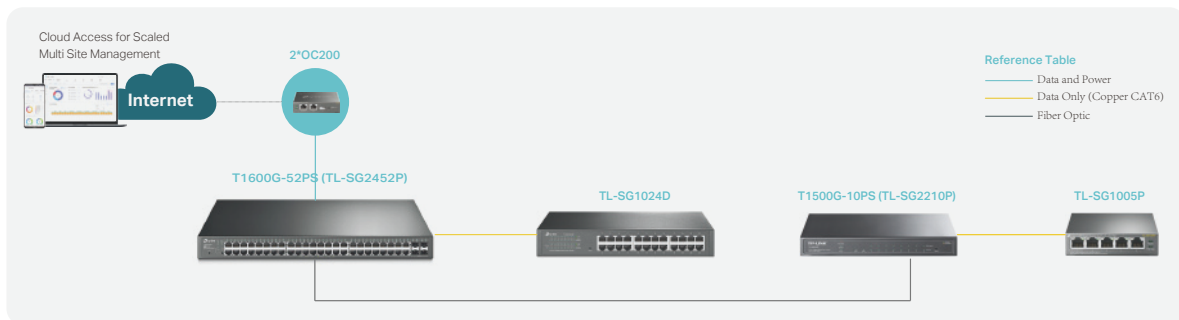 Cloud Access for Scaled
Multi Site Management
Internet
2*OC200
Reference Table
Data and Power
Data Only (Copper CAT6)
Fiber Optic
T1600G-52PS (TL-SG2452P)
TL-SG1024D
T1500G-10PS (TL-SG2210P)
TL-SG1005P